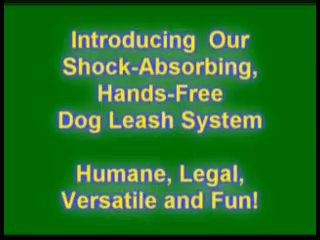 Introducing Our
Shock-Absorbing,
Hands-Free
Dog Leash System
Humane, Legal,
Versatile and Fun!